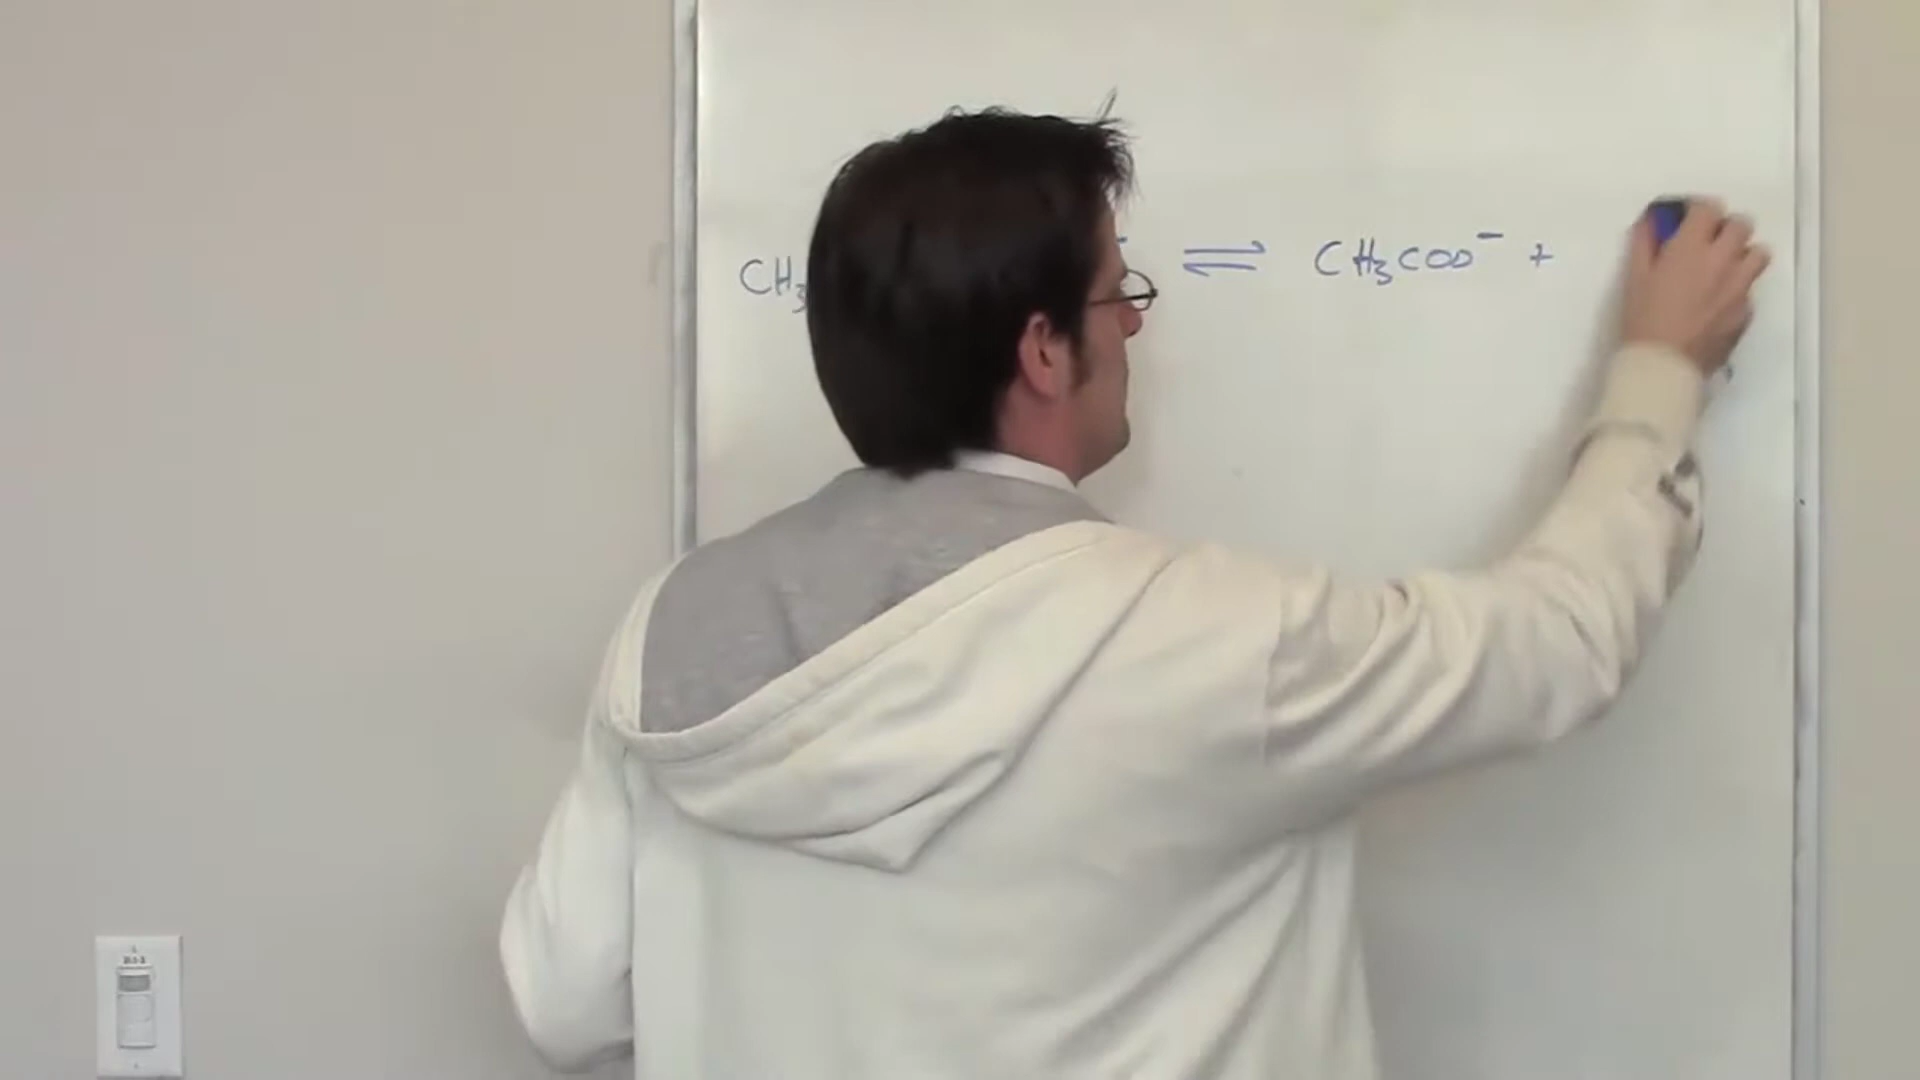 CH₃ ⁻ ⇌ CH₃COO⁻ +